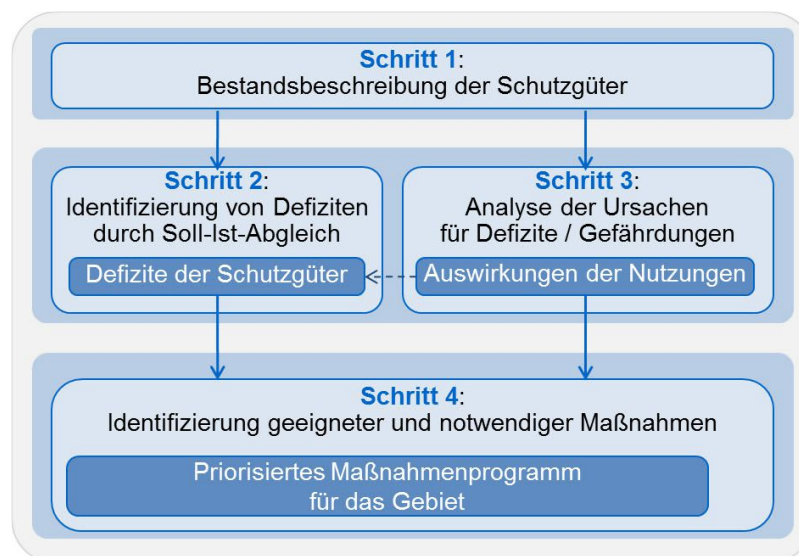 Schritt 1:
Bestandsbeschreibung der Schutzgüter
Schritt 2:
Identifizierung von Defiziten
durch Soll-Ist-Abgleich
Defizite der Schutzgüter
Schritt 3:
Analyse der Ursachen
für Defizite / Gefährdungen
Auswirkungen der Nutzungen
Schritt 4:
Identifizierung geeigneter und notwendiger Maßnahmen
Priorisiertes Maßnahmenprogramm
für das Gebiet